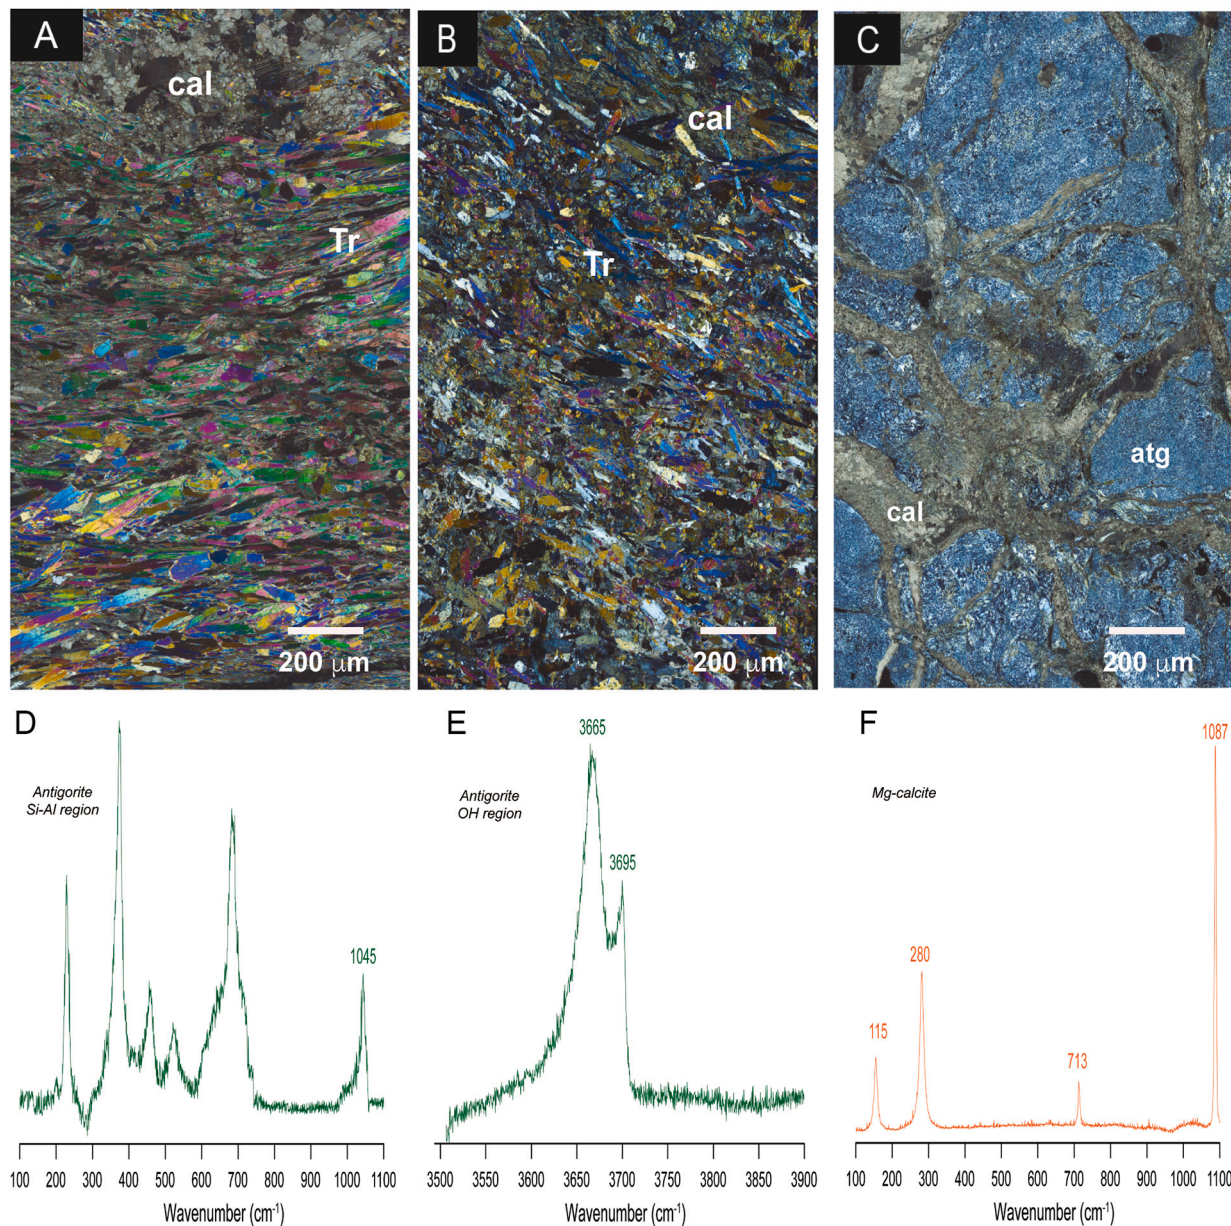 A
cal
Tr
200 μm
B
cal
Tr
200 μm
C
atg
cal
200 μm
D
Antigorite
Si-Al region
1045
100 200 300 400 500 600 700 800 900 1000 1100
Wavenumber (cm-1)
E
Antigorite
OH region
3665
3695
3500 3550 3600 3650 3700 3750 3800 3850 3900
Wavenumber (cm-1)
F
Mg-calcite
115
280
713
1087
100 200 300 400 500 600 700 800 900 1000 1100
Wavenumber (cm-1)